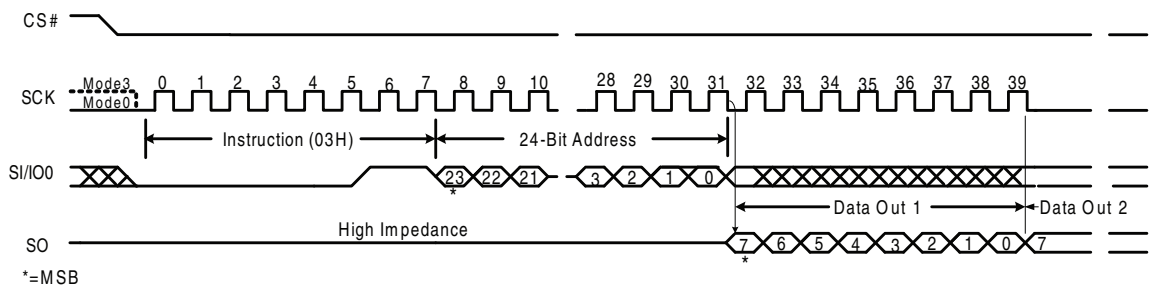 CS#
Mode3
0 1 2 3 4 5 6 7 8 9 10 28 29 30 31 32 33 34 35 36 37 38 39
SCK
Mode0
Instruction (03H) 24-Bit Address
SI/IO0 23 22 21 3 2 1 0
*
Data Out 1 Data Out 2
High Impedance
SO 7 6 5 4 3 2 1 0 7
*
*=MSB